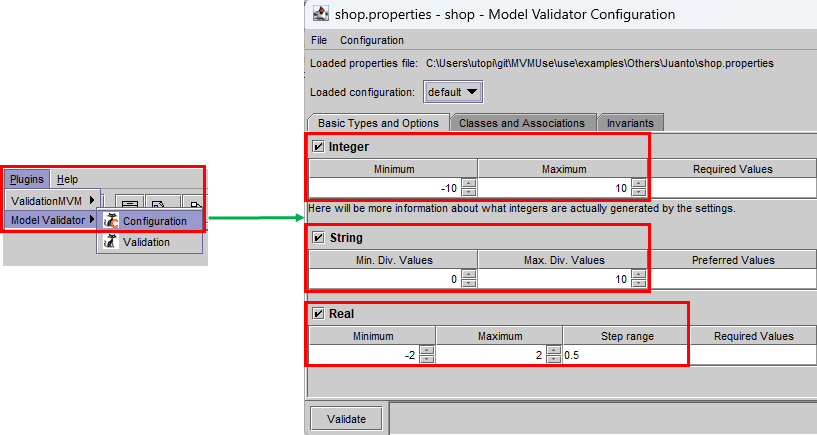 Plugins Help
ValidationMVM
Model Validator
Configuration
Validation
shop.properties - shop - Model Validator Configuration
File Configuration
Loaded properties file: C:\Users\utopi\git\MVMUse\use\examples\Others\Juanto\shop.properties
Loaded configuration: default
Basic Types and Options Classes and Associations Invariants
Integer
Minimum Maximum Required Values
-10 10
Here will be more information about what integers are actually generated by the settings.
String
Min. Div. Values Max. Div. Values Preferred Values
0 10
Real
Minimum Maximum Step range Required Values
-2 2 0.5
Validate